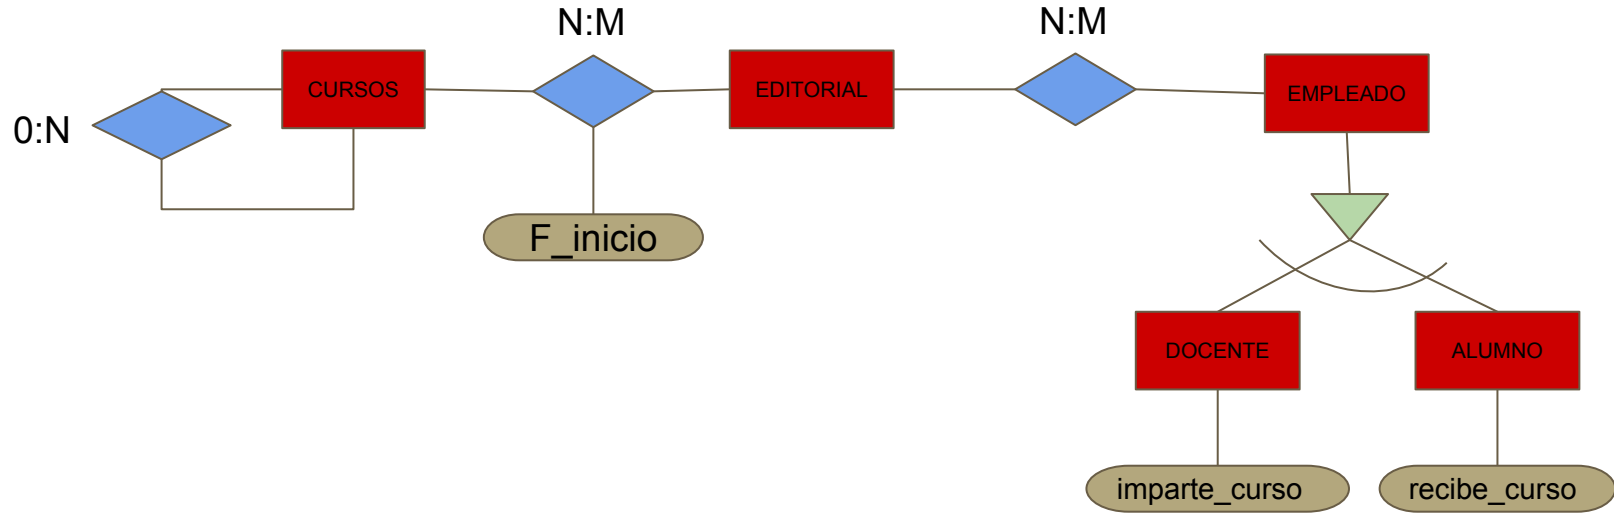 N:M
N:M
CURSOS
EDITORIAL
EMPLEADO
0:N
F_inicio
DOCENTE
ALUMNO
imparte_curso
recibe_curso